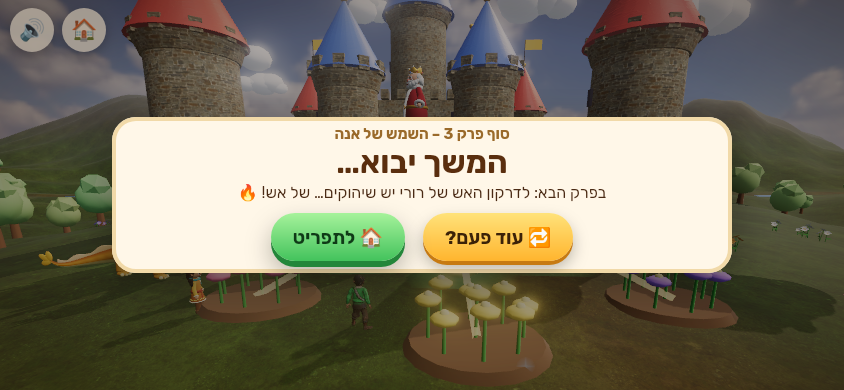 סוף פרק 3 – השמש של אנה
המשך יבוא...
בפרק הבא: לדרקון האש של רורי יש שיהוקים... של אש! 🔥
🔁 עוד פעם?
🏠 לתפריט